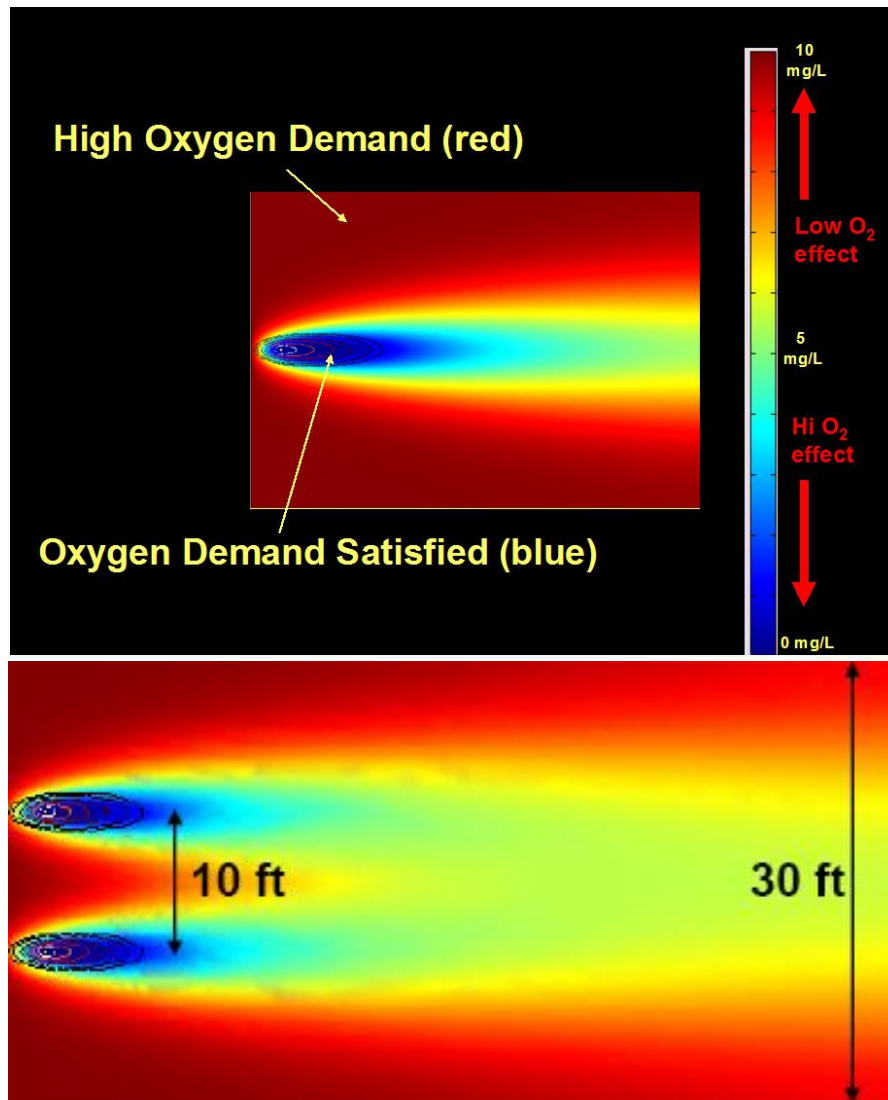 10
mg/L
High Oxygen Demand (red)
Low O₂
effect
5
mg/L
Hi O₂
effect
Oxygen Demand Satisfied (blue)
0 mg/L
10 ft
30 ft